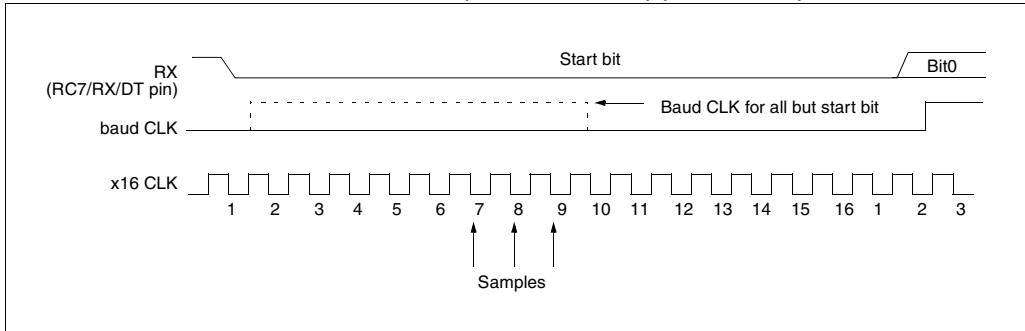 Start bit
Bit0
RX
(RC7/RX/DT pin)
Baud CLK for all but start bit
baud CLK
x16 CLK
1 2 3 4 5 6 7 8 9 10 11 12 13 14 15 16 1 2 3
Samples